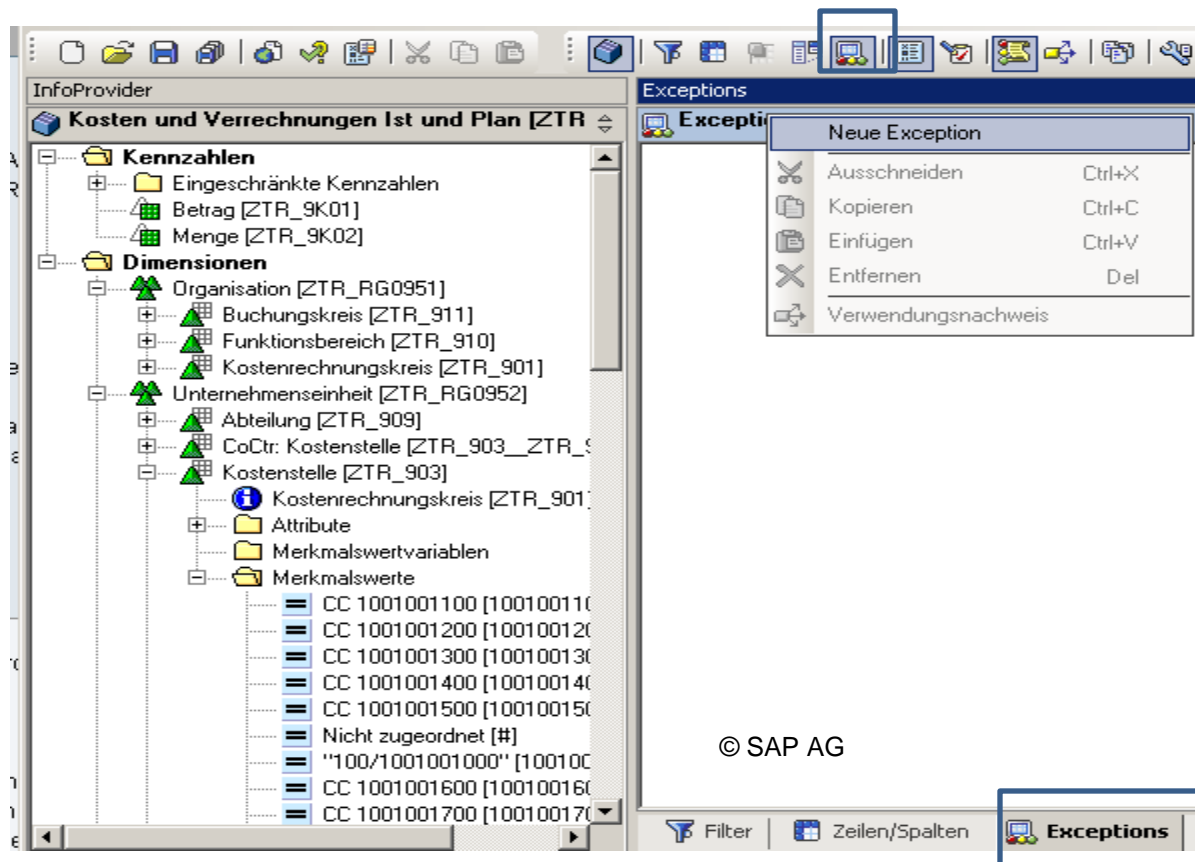 InfoProvider
Kosten und Verrechnungen Ist und Plan [ZTR
Kennzahlen
Eingeschränkte Kennzahlen
Betrag [ZTR_9K01]
Menge [ZTR_9K02]
Dimensionen
Organisation [ZTR_RG0951]
Buchungskreis [ZTR_911]
Funktionsbereich [ZTR_910]
Kostenrechnungskreis [ZTR_901]
Unternehmenseinheit [ZTR_RG0952]
Abteilung [ZTR_909]
CoCtr: Kostenstelle [ZTR_903__ZTR_9
Kostenstelle [ZTR_903]
Kostenrechnungskreis [ZTR_901]
Attribute
Merkmalswertvariablen
Merkmalswerte
CC 1001001100 [100100110
CC 1001001200 [100100120
CC 1001001300 [100100130
CC 1001001400 [100100140
CC 1001001500 [100100150
Nicht zugeordnet [#]
"100/1001001000" [100100
CC 1001001600 [100100160
CC 1001001700 [100100170
Exceptions
Excepti
Neue Exception
Ausschneiden Ctrl+X
Kopieren Ctrl+C
Einfügen Ctrl+V
Entfernen Del
Verwendungsnachweis
© SAP AG
Filter
Zeilen/Spalten
Exceptions